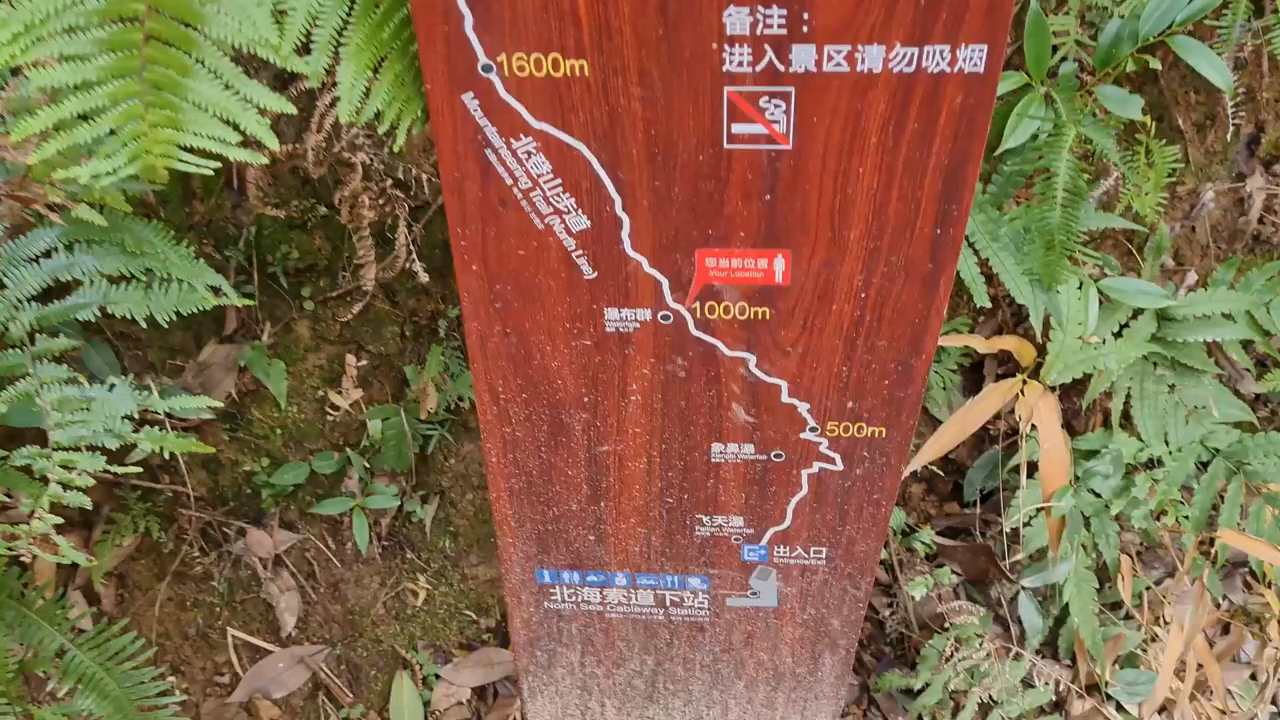 备注：
进入景区请勿吸烟
1600m
北登山步道
Mountaineering Trail (North Line)
您当前位置
Your Location
1000m
瀑布群
Waterfalls
500m
象鼻瀑
Xiangbi Waterfall
飞天瀑
Feitian Waterfall
出入口
Entrance/Exit
北海索道下站
North Sea Cableway Station